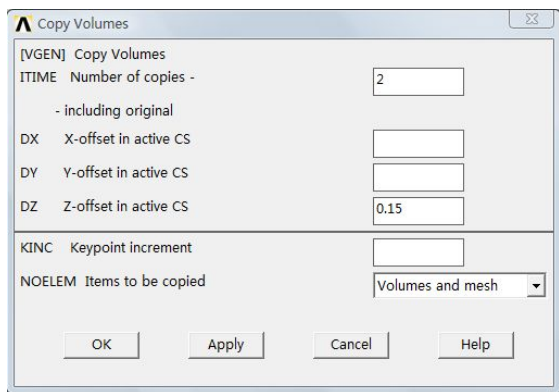 Copy Volumes
[VGEN] Copy Volumes
ITIME Number of copies - 2
- including original
DX X-offset in active CS
DY Y-offset in active CS
DZ Z-offset in active CS 0.15
KINC Keypoint increment
NOELEM Items to be copied Volumes and mesh
OK Apply Cancel Help